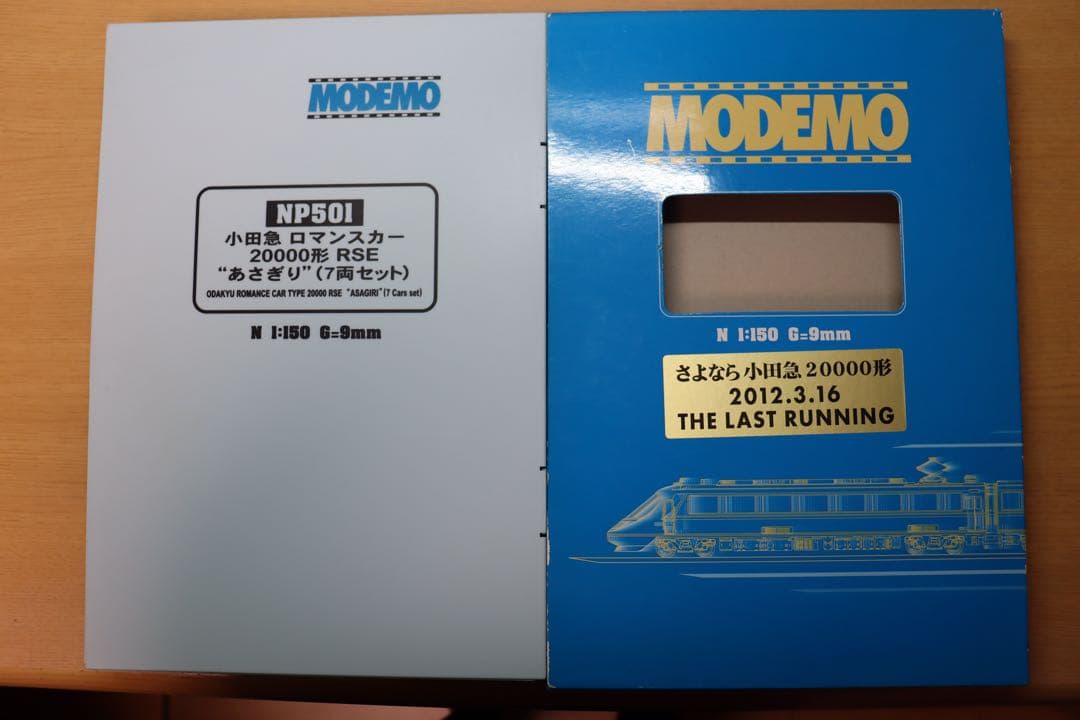 MODEMO
NP501
小田急 ロマンスカー
20000形 RSE
“あさぎり”(7両セット)
ODAKYU ROMANCE CAR TYPE 20000 RSE “ASAGIRI”(7 Cars set)
N 1:150 G=9mm
MODEMO
N 1:150 G=9mm
さよなら 小田急 20000形
2012.3.16
THE LAST RUNNING